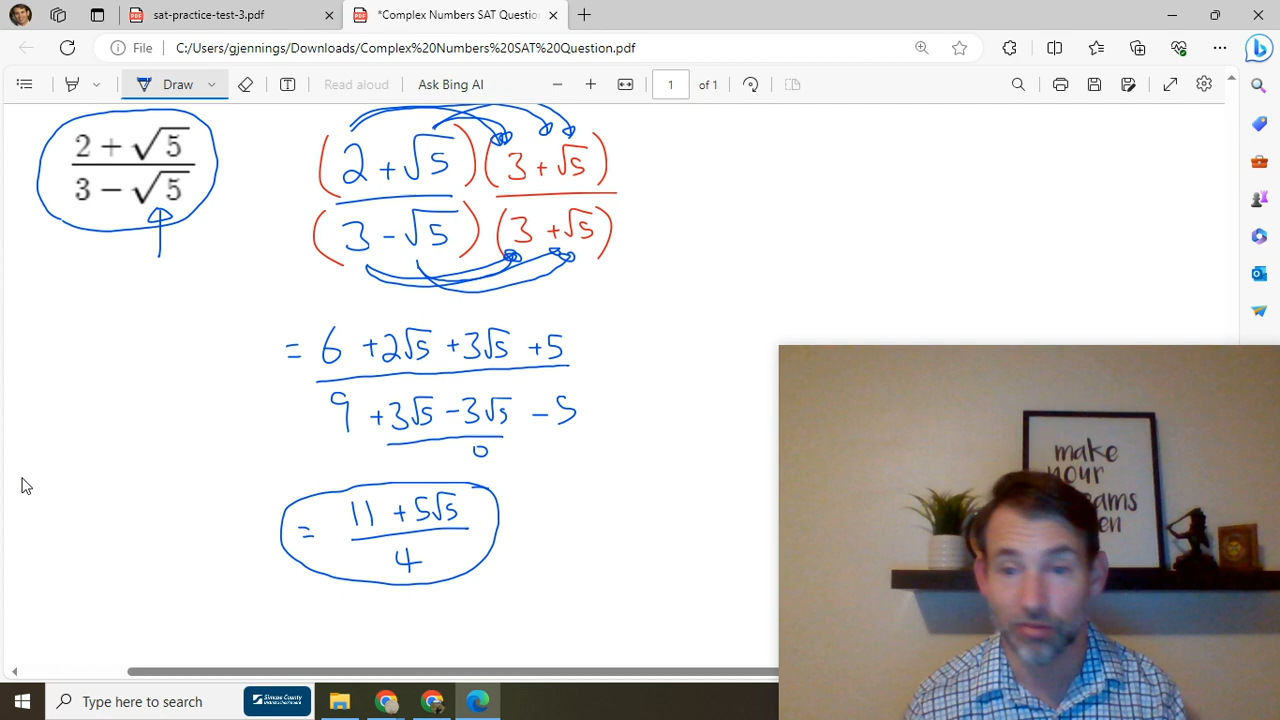 sat-practice-test-3.pdf
*Complex Numbers SAT Questio
File C:/Users/gjennings/Downloads/Complex%20Numbers%20SAT%20Question.pdf
Draw Read aloud Ask Bing AI 1 of 1
2 + √5
3 − √5
(2 + √5) (3 + √5)
(3 − √5) (3 + √5)
= 6 + 2√5 + 3√5 + 5
9 + 3√5 − 3√5 − 5
0
= 11 + 5√5
4
make
your
eams
en
Type here to search